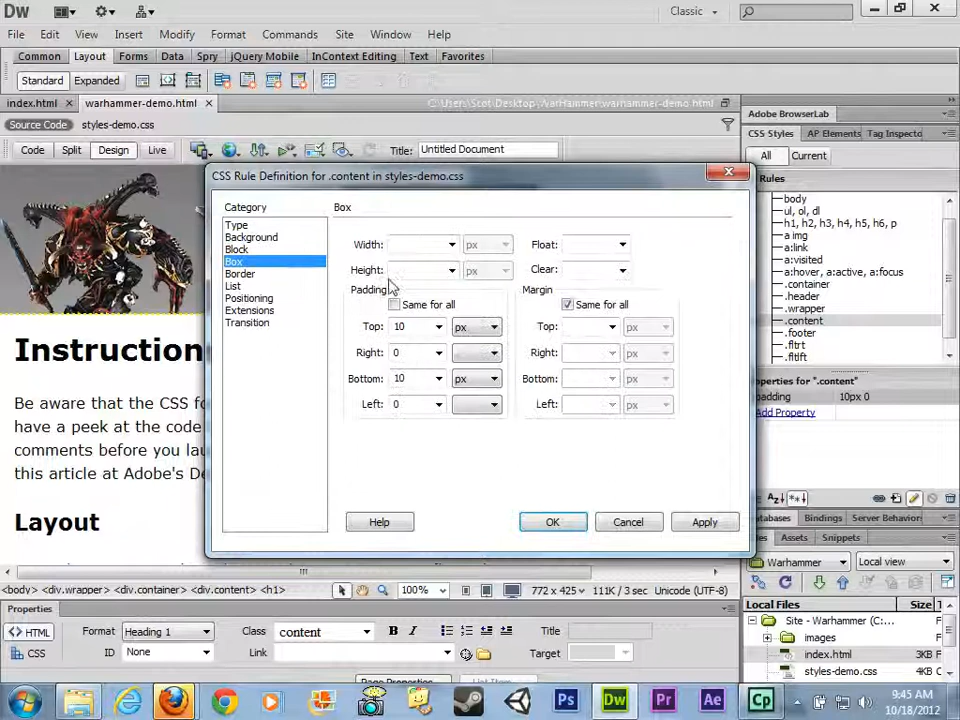 Dw
Classic
File Edit View Insert Modify Format Commands Site Window Help
Common Layout Forms Data Spry jQuery Mobile InContext Editing Text Favorites
Standard Expanded
index.html × warhammer-demo.html ×
Source Code styles-demo.css
Code Split Design Live Title: Untitled Document
Adobe BrowserLab
CSS Styles AP Elements Tag Inspecto
All Current
Rules
body
ul, ol, dl
h1, h2, h3, h4, h5, h6, p
a img
a:link
a:visited
a:hover, a:active, a:focus
.container
.header
.wrapper
.content
.footer
.fltrt
.fltlft
Properties for ".content"
padding 10px 0
Add Property
CSS Rule Definition for .content in styles-demo.css
Category Box
Type
Background
Block
Box
Border
List
Positioning
Extensions
Transition
Width: px Float:
Height: px Clear:
Padding Margin
Same for all Same for all
Top: 10 px Top: px
Right: 0 Right: px
Bottom: 10 px Bottom: px
Left: 0 Left: px
Help OK Cancel Apply
Instruction
Be aware that the CSS fo
have a peek at the code
comments before you lau
this article at Adobe's De
Layout
Databases Bindings Server Behavior
Files Assets Snippets
Warhammer Local view
Local Files Size
Site - Warhammer (C:...
images
index.html 3KB
styles-demo.css 4KB
<body> <div.wrapper> <div.container> <div.content> <h1> 100% 772 x 425 111K / 3 sec Unicode (UTF-8)
Properties
<> HTML Format Heading 1 Class content B I Title
CSS ID None Link Target
Page Properties... List Item...
Ps Dw Pr Ae Cp
9:45 AM
10/18/2012